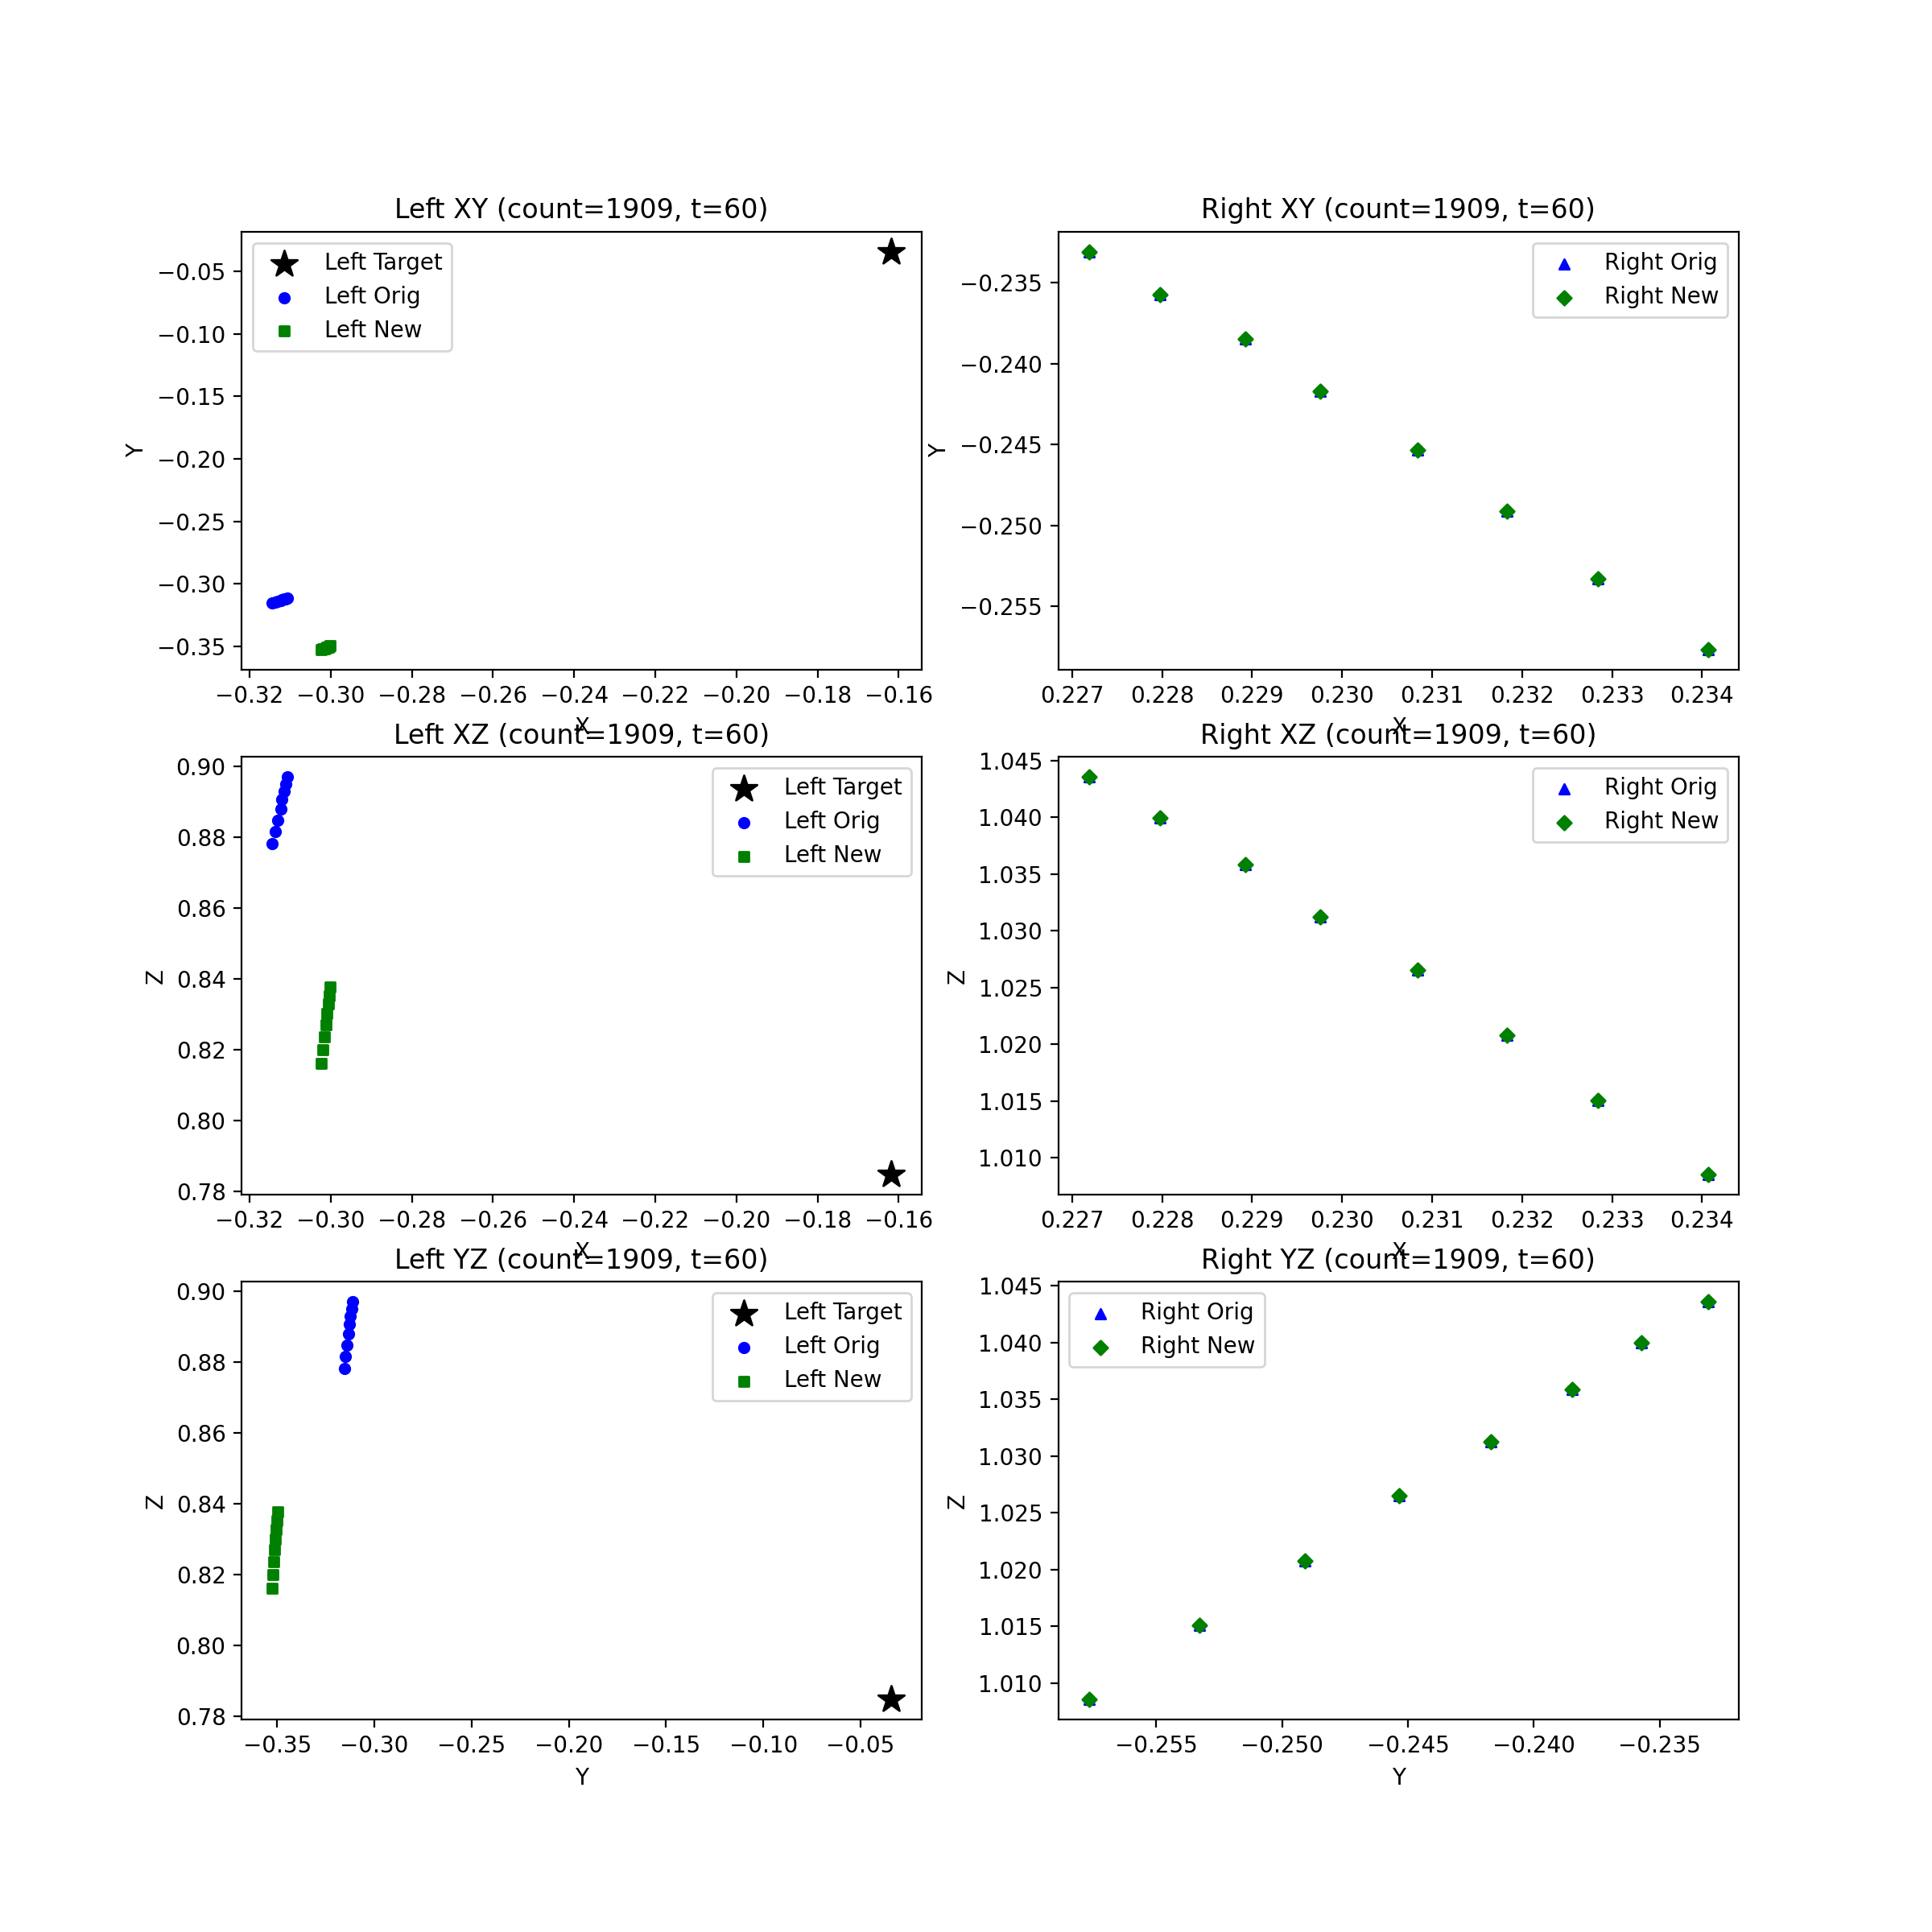 Left XY (count=1909, t=60)
Left Target
Left Orig
Left New
Y
−0.05
−0.10
−0.15
−0.20
−0.25
−0.30
−0.35
−0.32 −0.30 −0.28 −0.26 −0.24 −0.22 −0.20 −0.18 −0.16
X
Right XY (count=1909, t=60)
Right Orig
Right New
Y
−0.235
−0.240
−0.245
−0.250
−0.255
0.227 0.228 0.229 0.230 0.231 0.232 0.233 0.234
X
Left XZ (count=1909, t=60)
Left Target
Left Orig
Left New
Z
0.90
0.88
0.86
0.84
0.82
0.80
0.78
−0.32 −0.30 −0.28 −0.26 −0.24 −0.22 −0.20 −0.18 −0.16
X
Right XZ (count=1909, t=60)
Right Orig
Right New
Z
1.045
1.040
1.035
1.030
1.025
1.020
1.015
1.010
0.227 0.228 0.229 0.230 0.231 0.232 0.233 0.234
X
Left YZ (count=1909, t=60)
Left Target
Left Orig
Left New
Z
0.90
0.88
0.86
0.84
0.82
0.80
0.78
−0.35 −0.30 −0.25 −0.20 −0.15 −0.10 −0.05
Y
Right YZ (count=1909, t=60)
Right Orig
Right New
Z
1.045
1.040
1.035
1.030
1.025
1.020
1.015
1.010
−0.255 −0.250 −0.245 −0.240 −0.235
Y